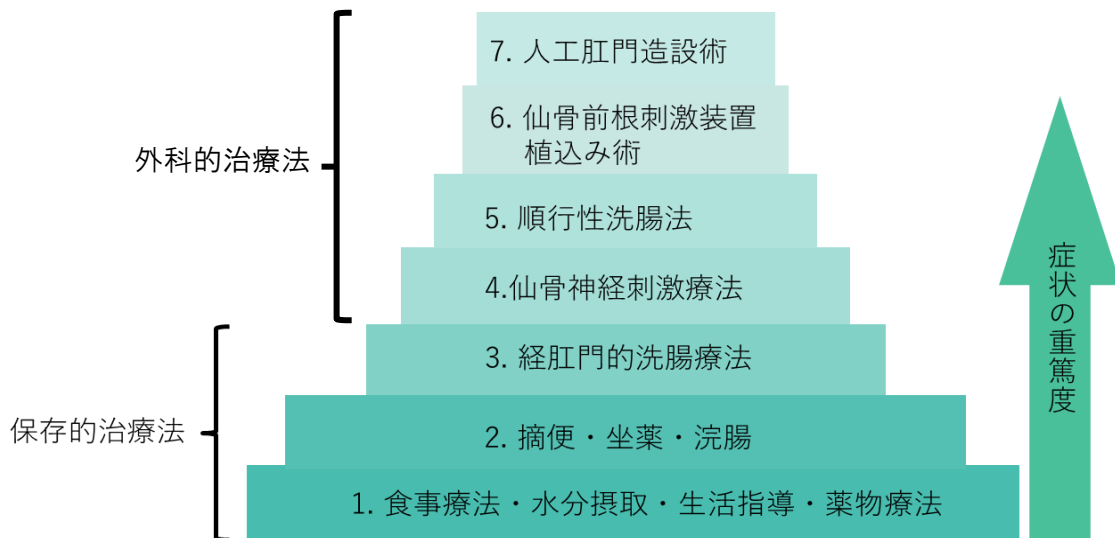 7. 人工肛門造設術
6. 仙骨前根刺激装置
植込み術
外科的治療法
5. 順行性洗腸法
4.仙骨神経刺激療法
3. 経肛門的洗腸療法
保存的治療法
2. 摘便・坐薬・浣腸
1. 食事療法・水分摂取・生活指導・薬物療法
症状の重篤度